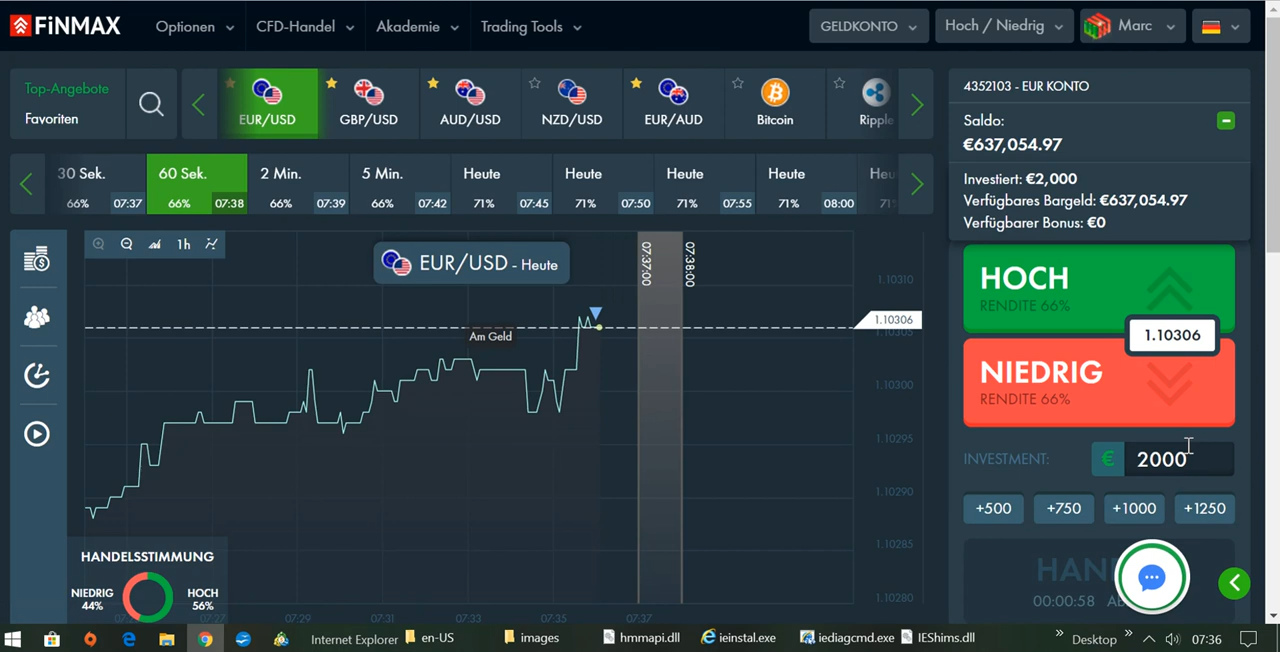 FiNMAX
Optionen
CFD-Handel
Akademie
Trading Tools
GELDKONTO
Hoch / Niedrig
Marc
Top-Angebote
Favoriten
EUR/USD
GBP/USD
AUD/USD
NZD/USD
EUR/AUD
Bitcoin
Ripple
4352103 - EUR KONTO
Saldo:
€637,054.97
Investiert: €2,000
Verfügbares Bargeld: €637,054.97
Verfügbarer Bonus: €0
30 Sek.
66% 07:37
60 Sek.
66% 07:38
2 Min.
66% 07:39
5 Min.
66% 07:42
Heute
71% 07:45
Heute
71% 07:50
Heute
71% 07:55
Heute
71% 08:00
71%
1h
EUR/USD - Heute
07:37:00
07:38:00
Am Geld
1.10310
1.10306
1.10305
1.10300
1.10295
1.10290
1.10285
1.10280
HOCH
RENDITE 66%
1.10306
NIEDRIG
RENDITE 66%
INVESTMENT:
€ 2000
+500
+750
+1000
+1250
00:00:58
HANDELSSTIMMUNG
NIEDRIG
44%
HOCH
56%
07:27
07:29
07:31
07:33
07:35
07:37
Internet Explorer
en-US
images
hmmapi.dll
ieinstal.exe
iediagcmd.exe
IEShims.dll
»
Desktop
»
07:36